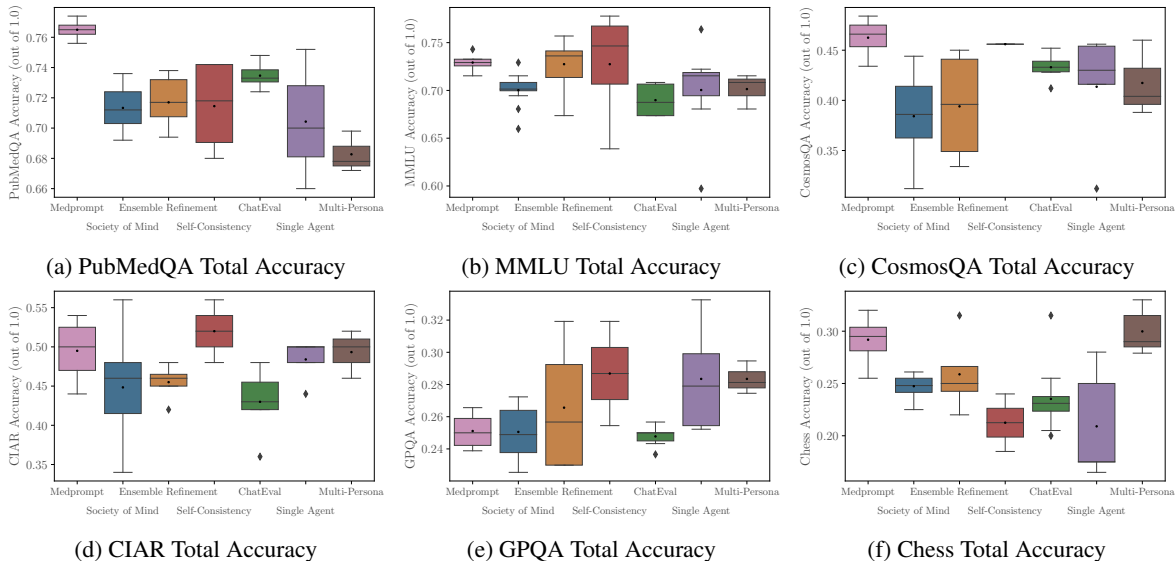 PubMedQA Accuracy (out of 1.0)
0.76
0.74
0.72
0.70
0.68
0.66
Medprompt Ensemble Refinement ChatEval Multi-Persona
Society of Mind Self-Consistency Single Agent
(a) PubMedQA Total Accuracy
MMLU Accuracy (out of 1.0)
0.75
0.70
0.65
0.60
Medprompt Ensemble Refinement ChatEval Multi-Persona
Society of Mind Self-Consistency Single Agent
(b) MMLU Total Accuracy
CosmosQA Accuracy (out of 1.0)
0.45
0.40
0.35
Medprompt Ensemble Refinement ChatEval Multi-Persona
Society of Mind Self-Consistency Single Agent
(c) CosmosQA Total Accuracy
CIAR Accuracy (out of 1.0)
0.55
0.50
0.45
0.40
0.35
Medprompt Ensemble Refinement ChatEval Multi-Persona
Society of Mind Self-Consistency Single Agent
(d) CIAR Total Accuracy
GPQA Accuracy (out of 1.0)
0.32
0.30
0.28
0.26
0.24
Medprompt Ensemble Refinement ChatEval Multi-Persona
Society of Mind Self-Consistency Single Agent
(e) GPQA Total Accuracy
Chess Accuracy (out of 1.0)
0.30
0.25
0.20
Medprompt Ensemble Refinement ChatEval Multi-Persona
Society of Mind Self-Consistency Single Agent
(f) Chess Total Accuracy